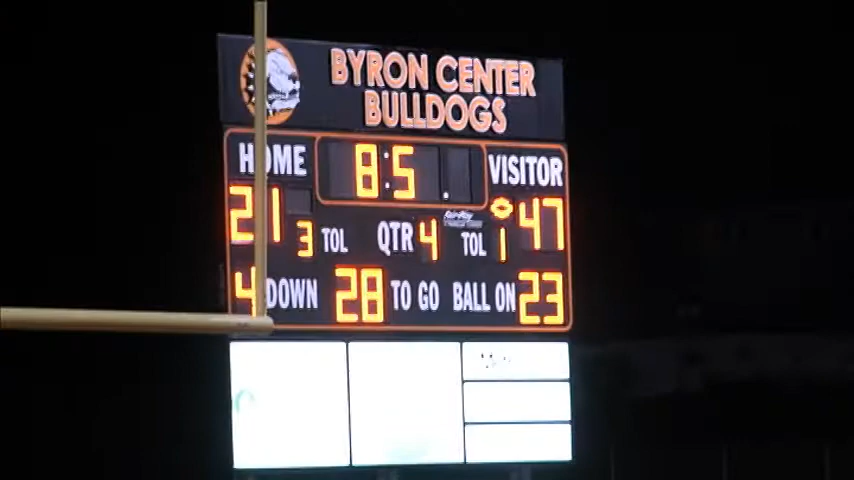 BYRON CENTER
BULLDOGS
HOME 8:5 . VISITOR
21 3 TOL QTR 4 TOL 1 47
4 DOWN 28 TO GO BALL ON 23